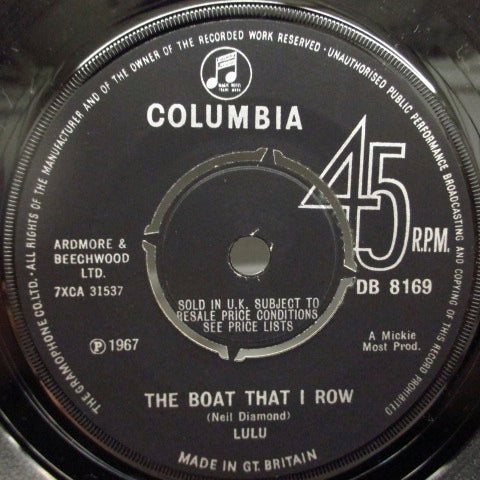 ALL RIGHTS OF THE MANUFACTURER AND OF THE OWNER OF THE RECORDED WORK RESERVED · UNAUTHORISED PUBLIC PERFORMANCE BROADCASTING AND COPYING OF THIS RECORD PROHIBITED
THE GRAMOPHONE CO. LTD.
COLUMBIA
45
R.P.M.
ARDMORE &
BEECHWOOD
LTD.
7XCA 31537
DB 8169
SOLD IN U.K. SUBJECT TO
RESALE PRICE CONDITIONS
SEE PRICE LISTS
℗ 1967
A Mickie
Most Prod.
THE BOAT THAT I ROW
(Neil Diamond)
LULU
MADE IN GT. BRITAIN